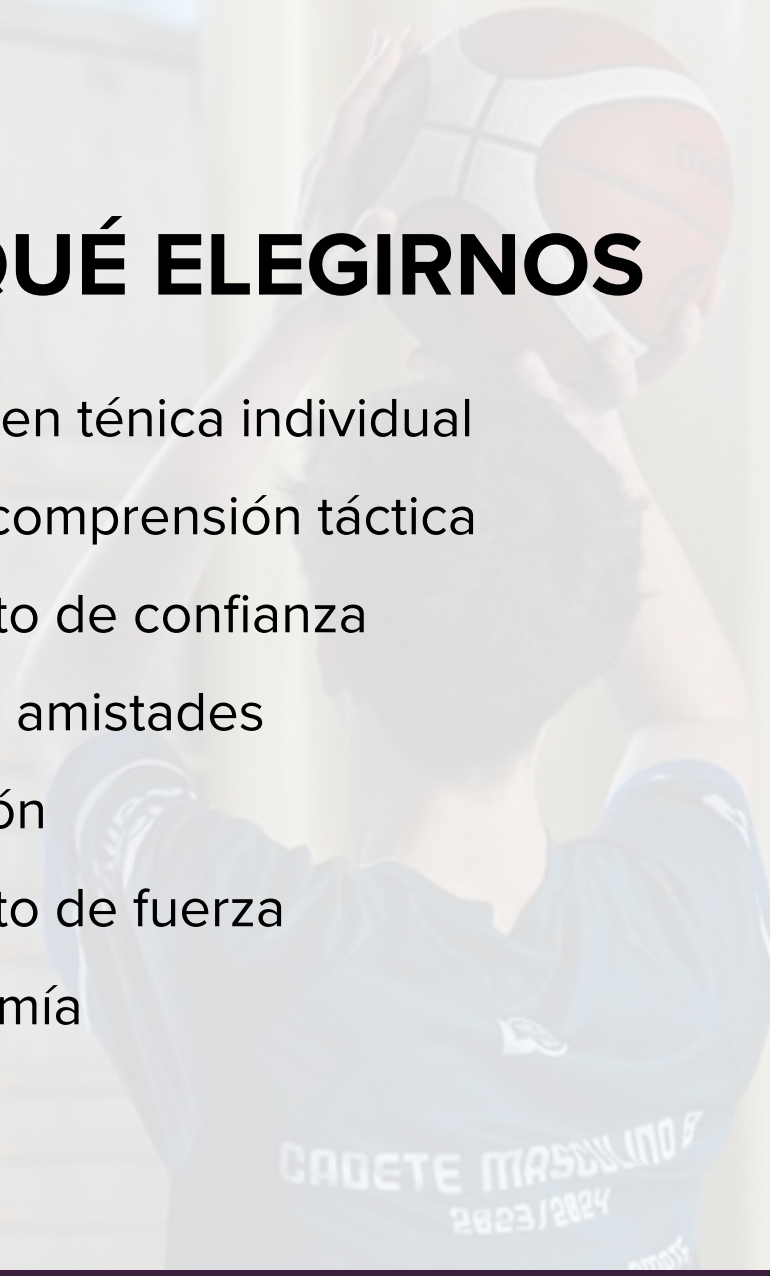 QUÉ ELEGIRNOS
en ténica individual
comprensión táctica
to de confianza
amistades
ón
to de fuerza
mía
CADETE MASCULINO B
2023/2024